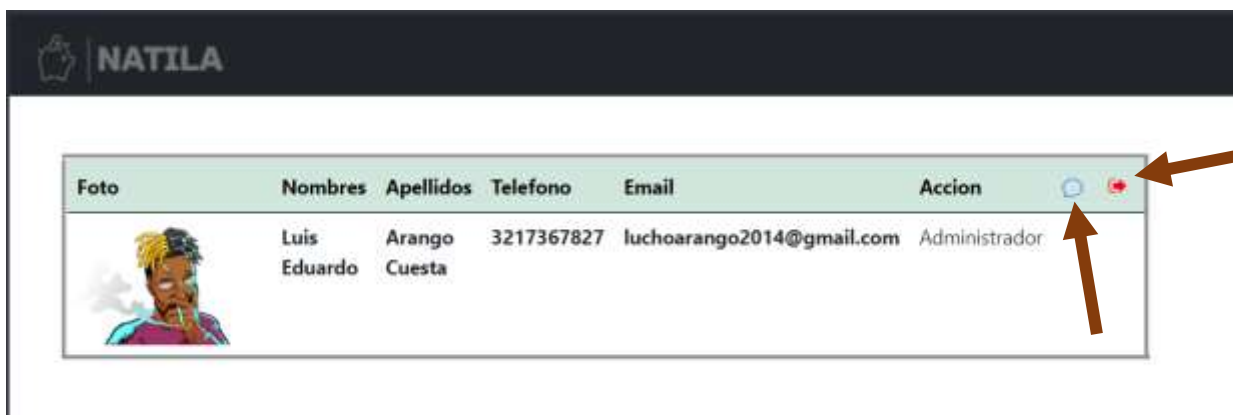 NATILA
Foto Nombres Apellidos Telefono Email Accion
Luis Arango 3217367827 luchoarango2014@gmail.com Administrador
Eduardo Cuesta